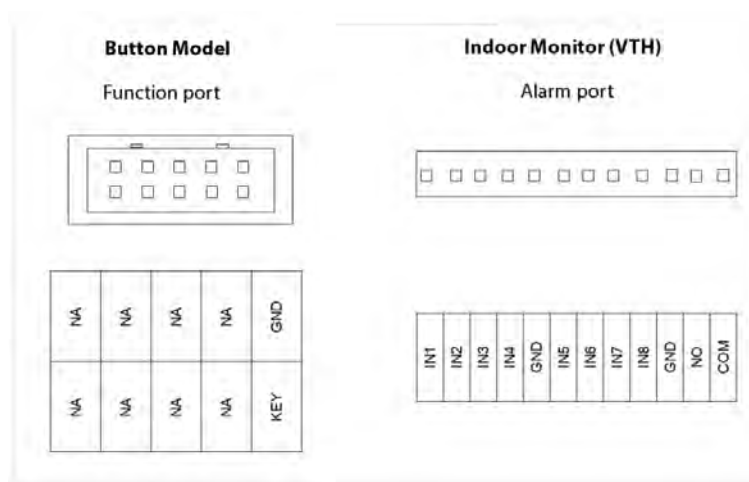 Button Model
Function port
NA NA NA NA GND
NA NA NA NA KEY
Indoor Monitor (VTH)
Alarm port
IN1 IN2 IN3 IN4 GND IN5 IN6 IN7 IN8 GND NO COM